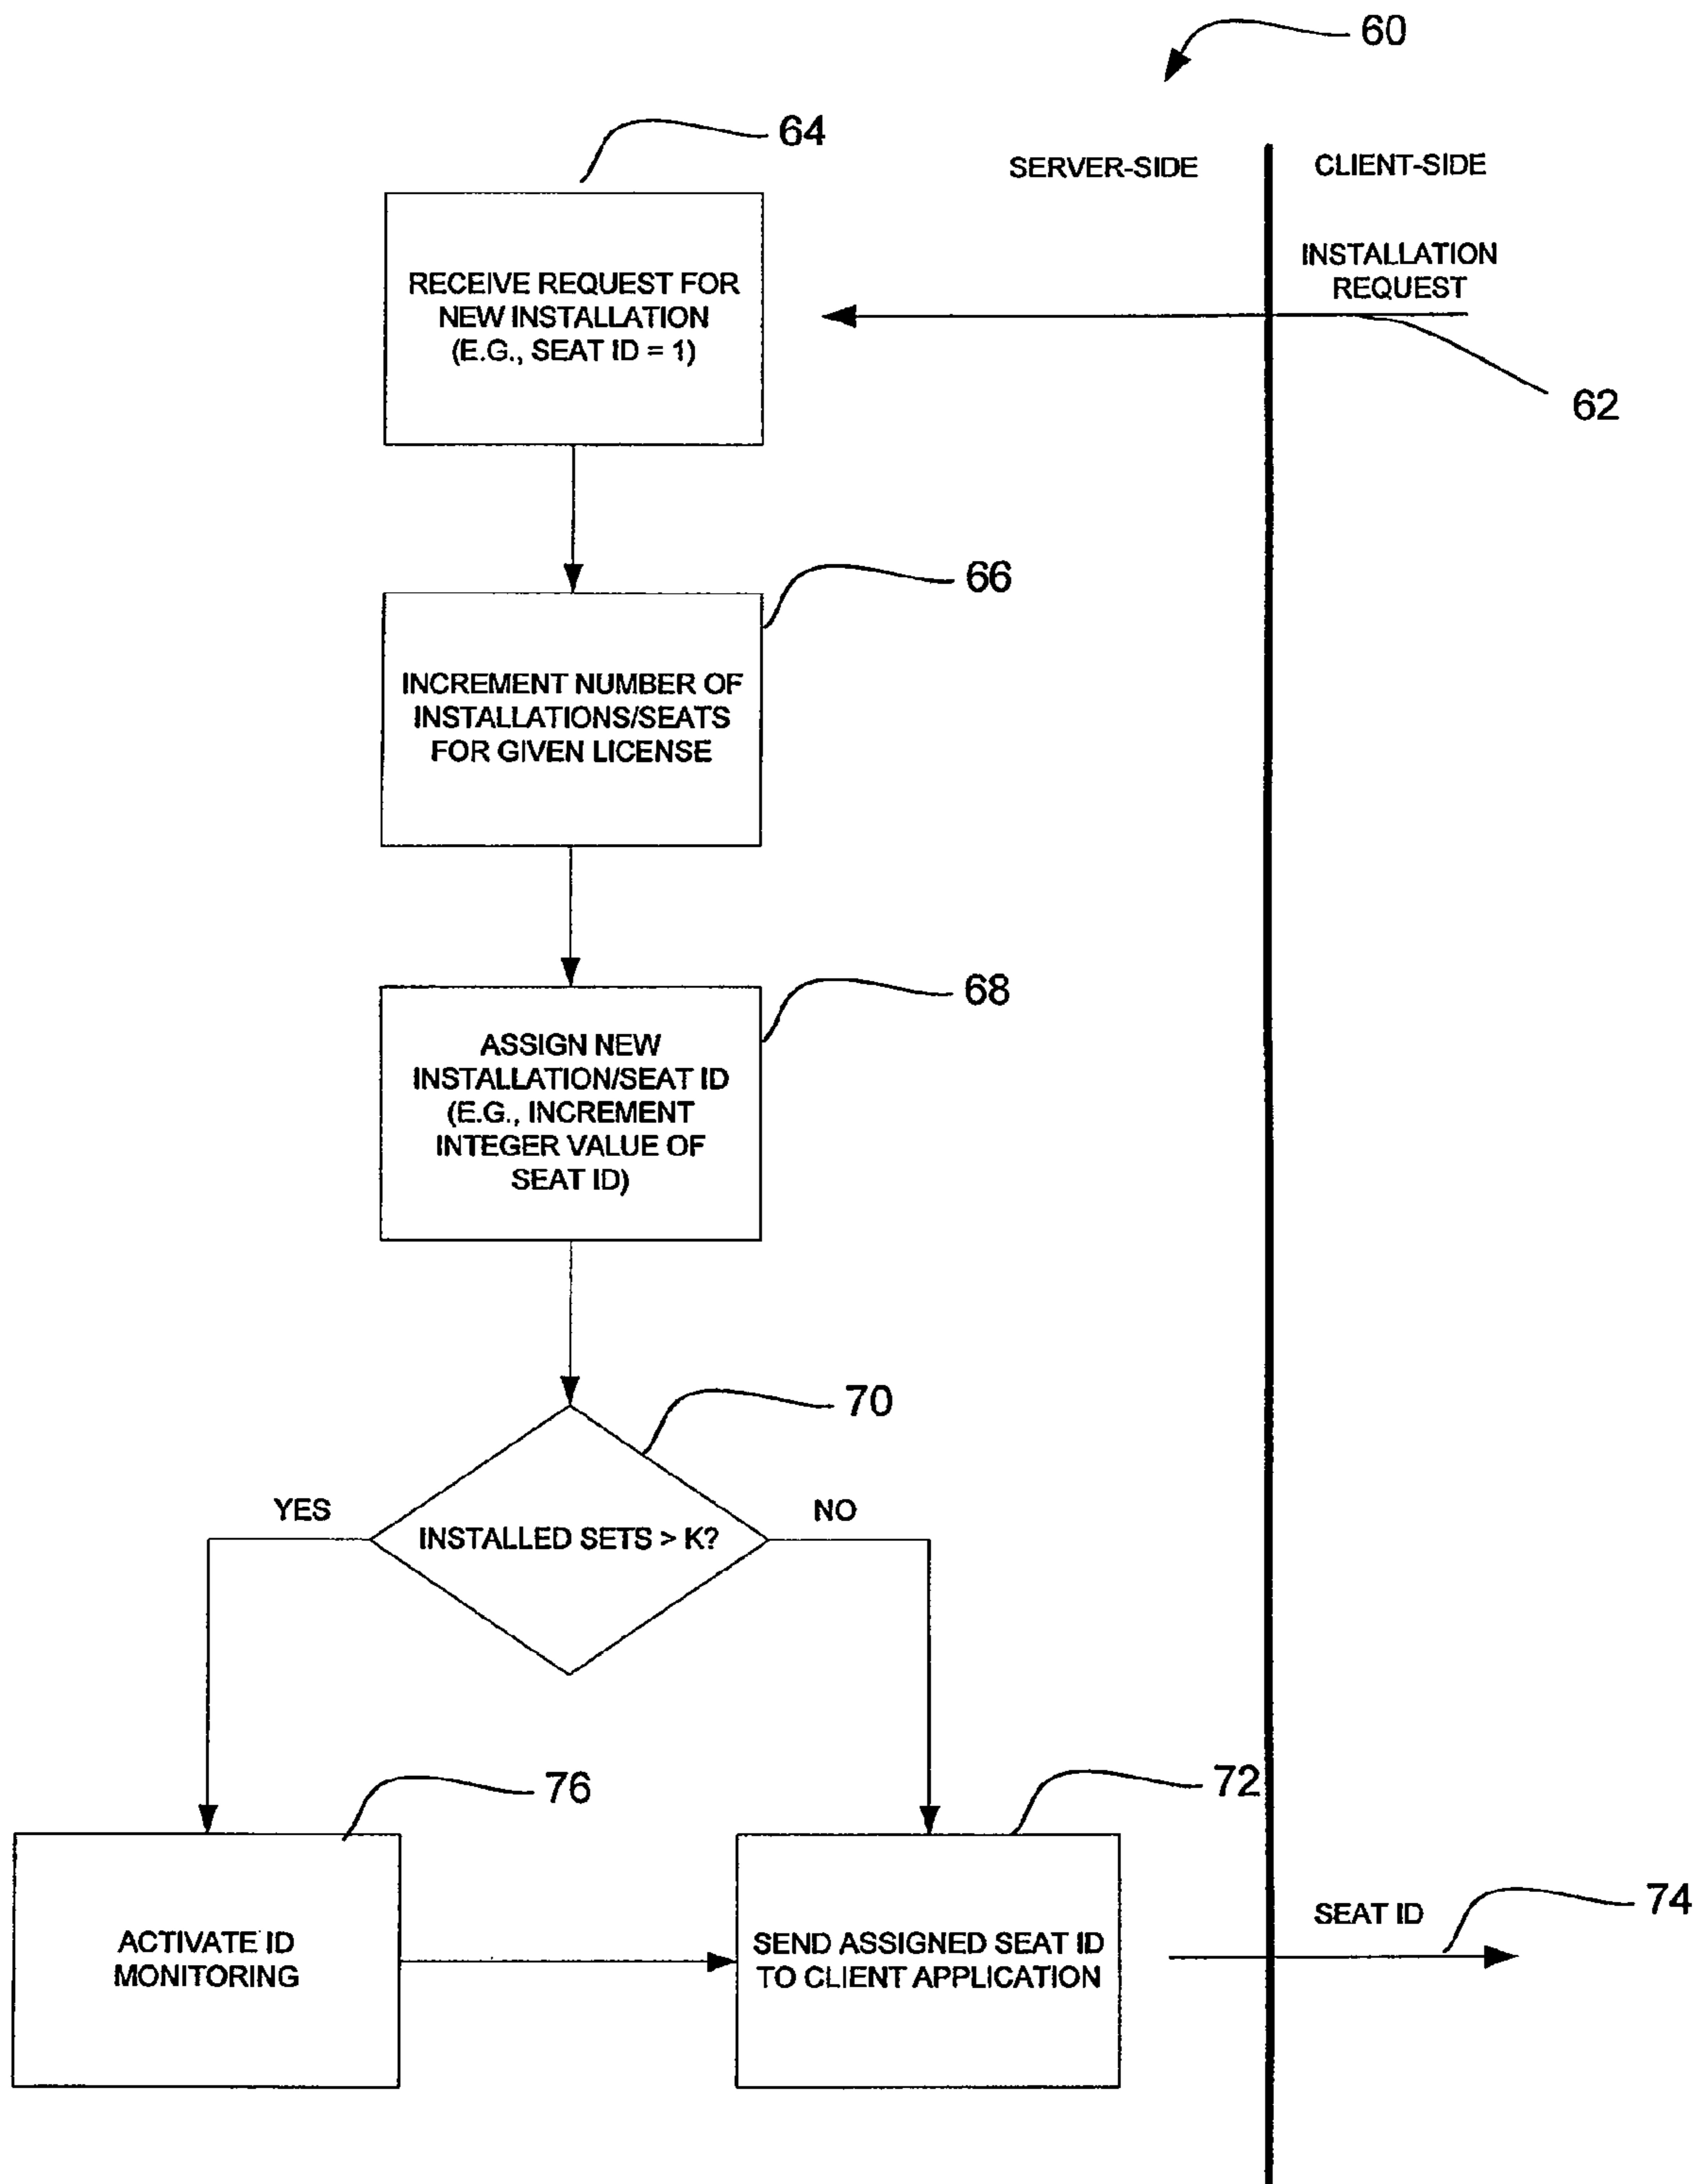 60
64
SERVER-SIDE
CLIENT-SIDE
INSTALLATION
REQUEST
62
RECEIVE REQUEST FOR
NEW INSTALLATION
(E.G., SEAT ID = 1)
66
INCREMENT NUMBER OF
INSTALLATIONS/SEATS
FOR GIVEN LICENSE
68
ASSIGN NEW
INSTALLATION/SEAT ID
(E.G., INCREMENT
INTEGER VALUE OF
SEAT ID)
70
YES
INSTALLED SETS > K?
NO
76
72
ACTIVATE ID
MONITORING
SEND ASSIGNED SEAT ID
TO CLIENT APPLICATION
SEAT ID
74